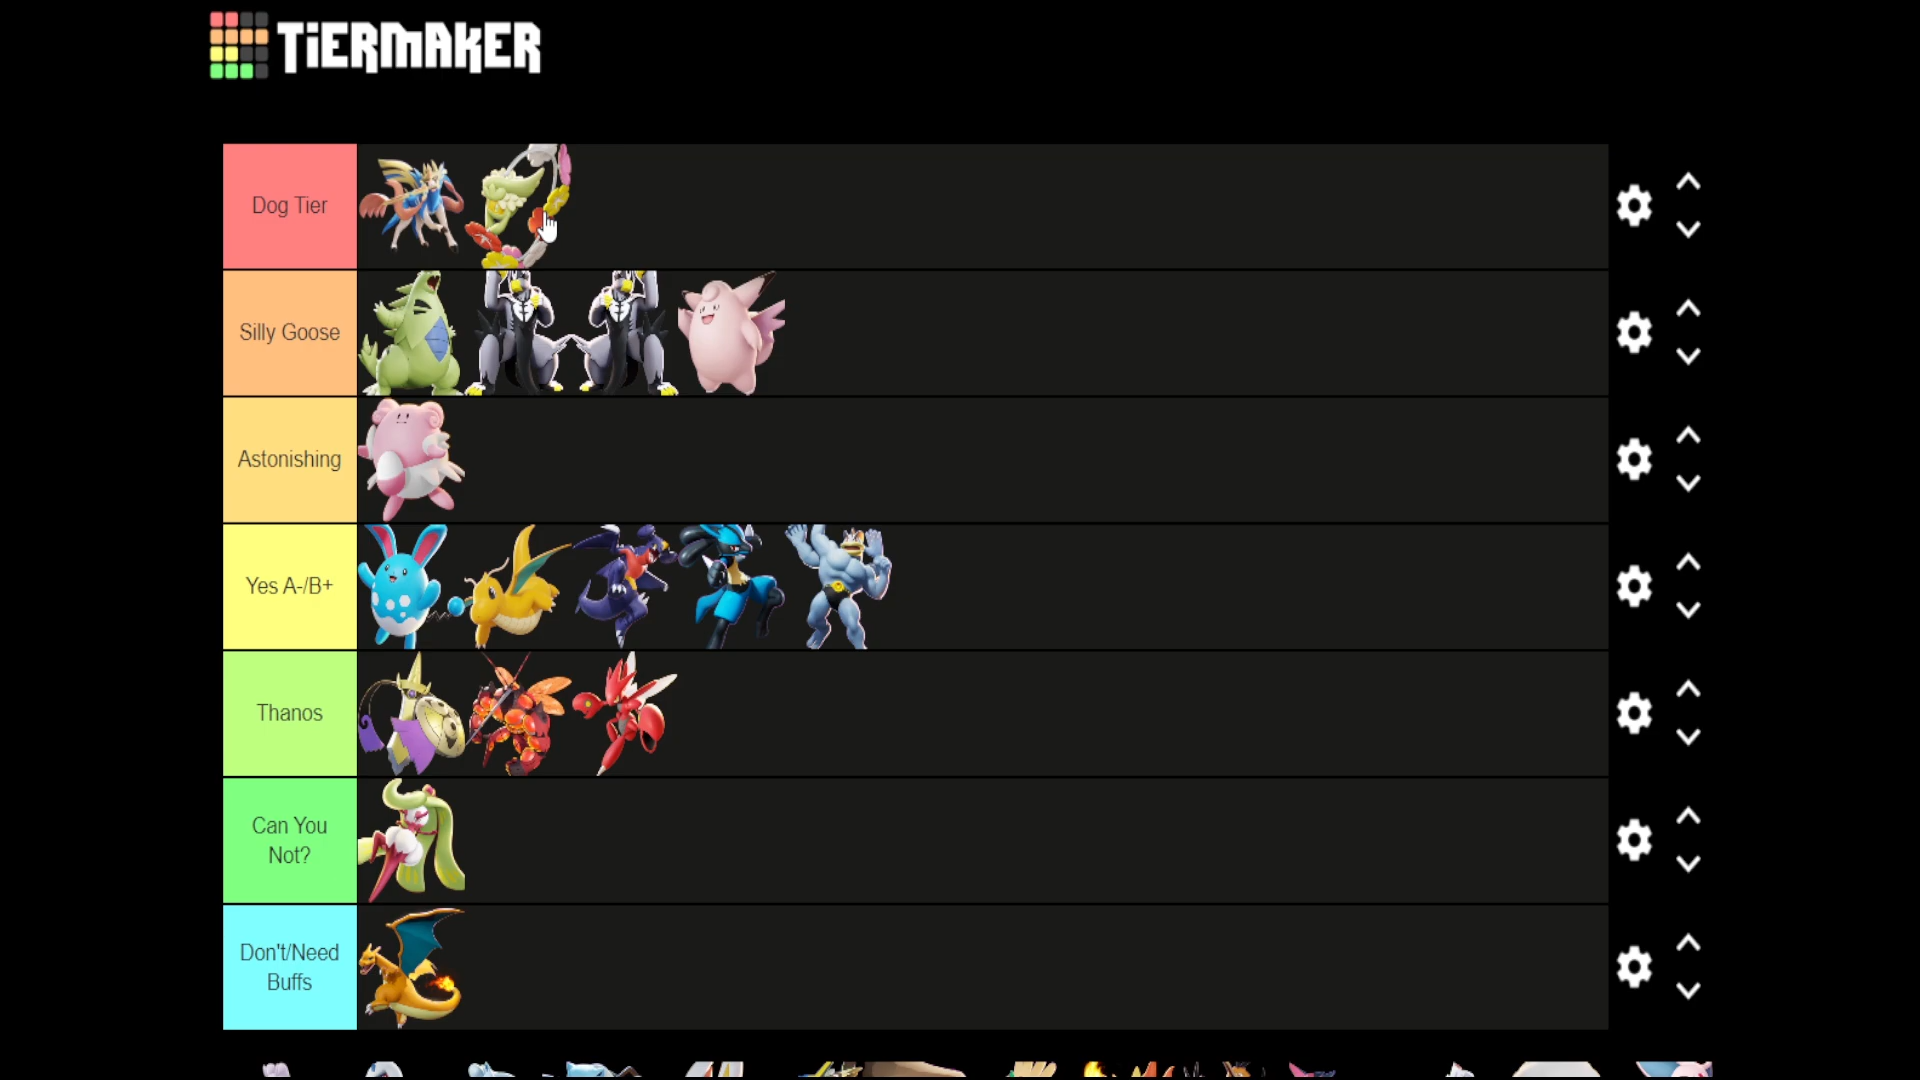 TiERMAKER
Dog Tier
Silly Goose
Astonishing
Yes A-/B+
Thanos
Can You
Not?
Don't/Need
Buffs